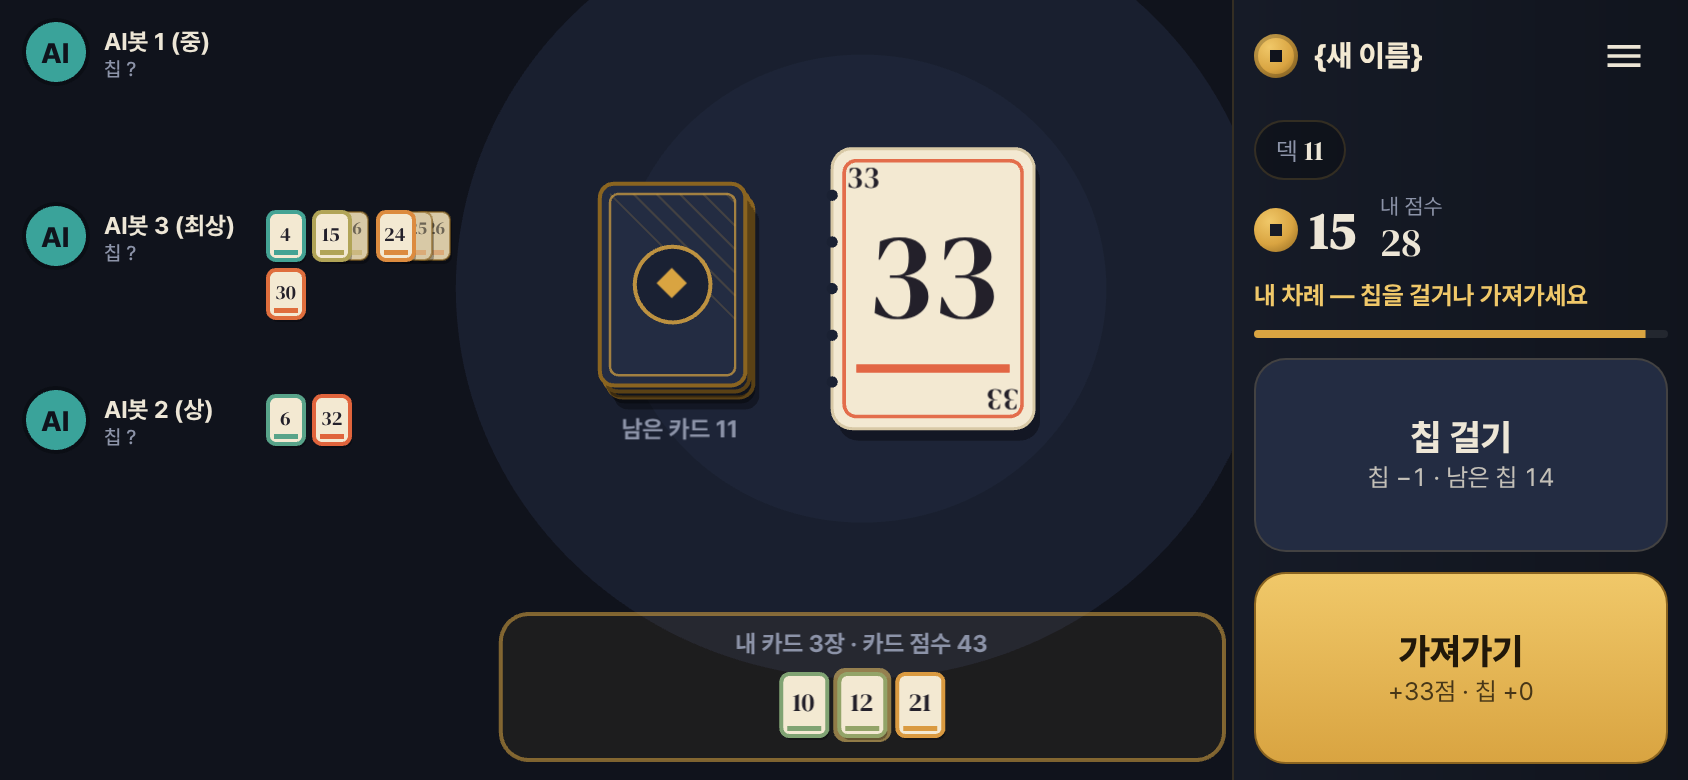 AI
AI봇 1 (중)
칩 ?
AI
AI봇 3 (최상)
칩 ?
4
15
6
24
25
26
30
AI
AI봇 2 (상)
칩 ?
6
32
남은 카드 11
33
33
33
내 카드 3장 · 카드 점수 43
10
12
21
{새 이름}
덱 11
15
내 점수
28
내 차례 — 칩을 걸거나 가져가세요
칩 걸기
칩 −1 · 남은 칩 14
가져가기
+33점 · 칩 +0